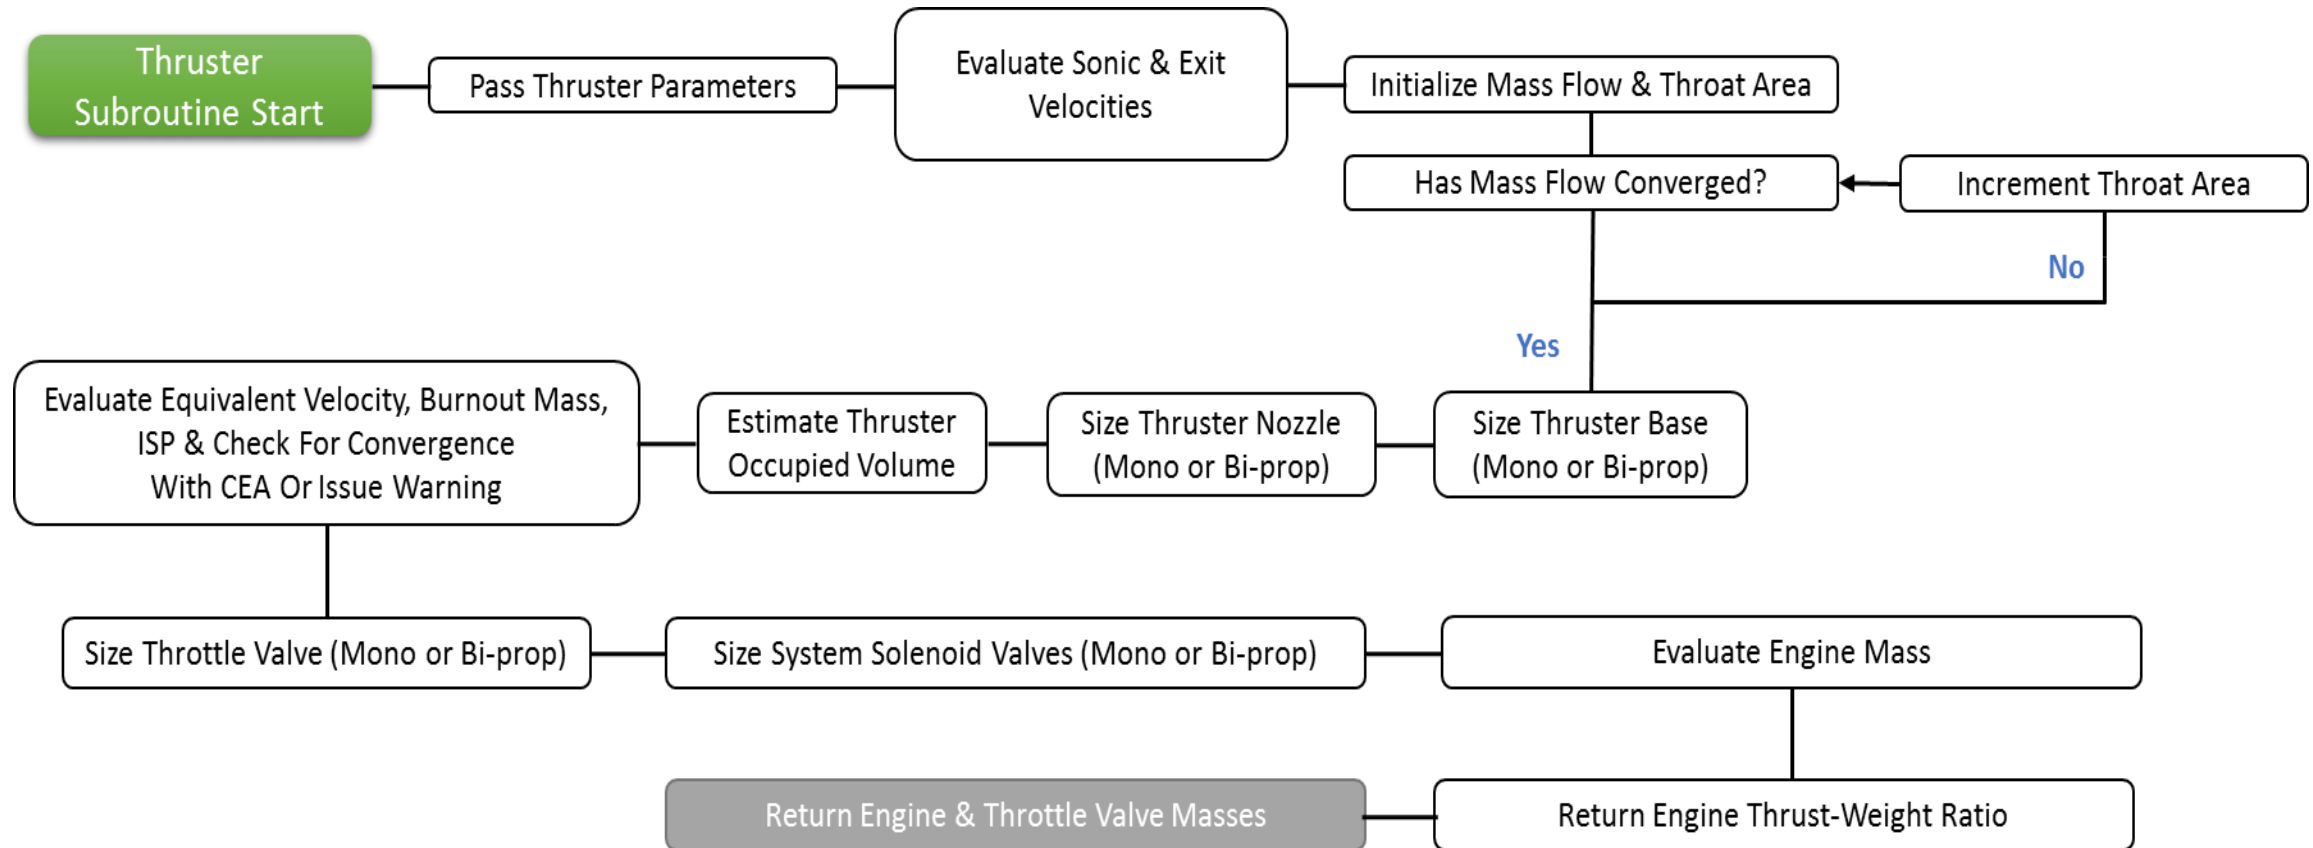 Thruster
Subroutine Start
Pass Thruster Parameters
Evaluate Sonic & Exit
Velocities
Initialize Mass Flow & Throat Area
Has Mass Flow Converged?
Increment Throat Area
No
Yes
Size Thruster Base
(Mono or Bi-prop)
Size Thruster Nozzle
(Mono or Bi-prop)
Estimate Thruster
Occupied Volume
Evaluate Equivalent Velocity, Burnout Mass,
ISP & Check For Convergence
With CEA Or Issue Warning
Size Throttle Valve (Mono or Bi-prop)
Size System Solenoid Valves (Mono or Bi-prop)
Evaluate Engine Mass
Return Engine Thrust-Weight Ratio
Return Engine & Throttle Valve Masses